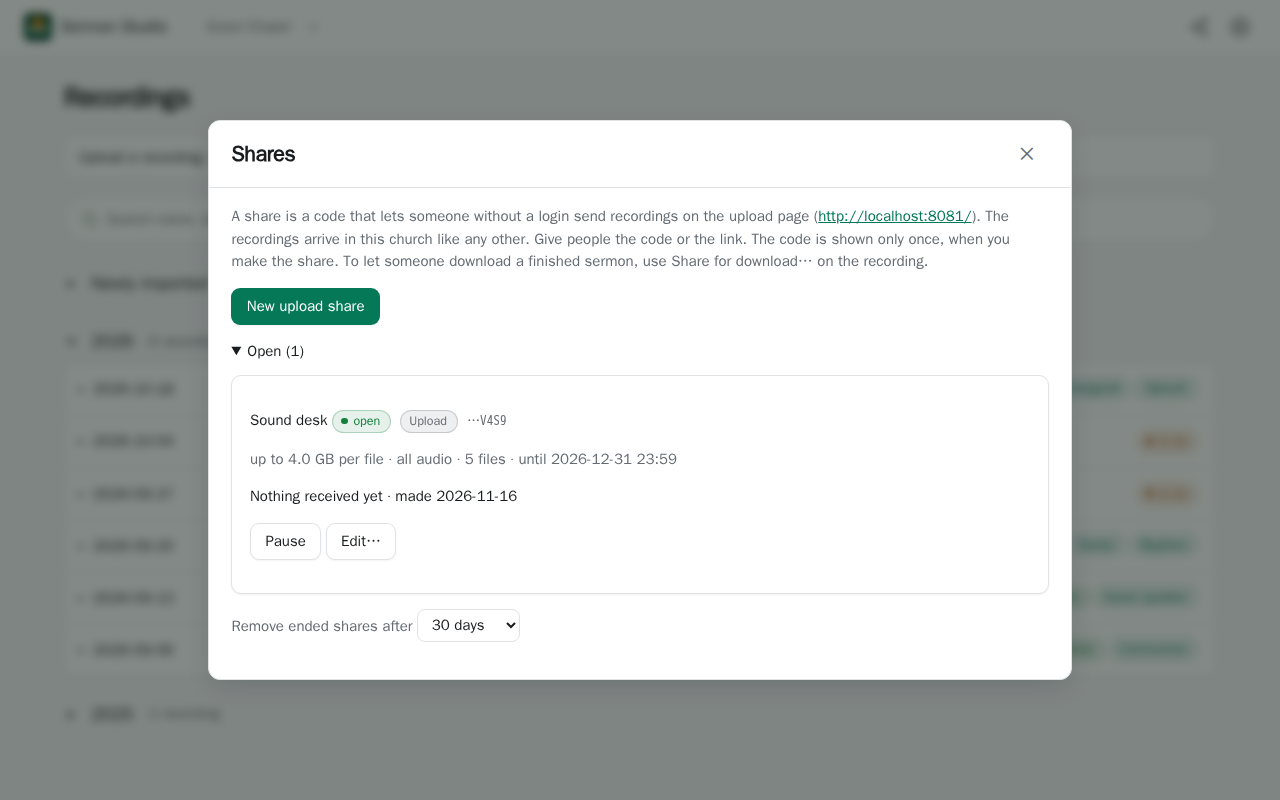 Sermon Studio
Recordings
Shares
A share is a code that lets someone without a login send recordings on the upload page (http://localhost:8081/). The
recordings arrive in this church like any other. Give people the code or the link. The code is shown only once, when you
make the share. To let someone download a finished sermon, use Share for download··· on the recording.
New upload share
▼ Open (1)
Sound desk open Upload ···V4S9
up to 4.0 GB per file · all audio · 5 files · until 2026-12-31 23:59
Nothing received yet · made 2026-11-16
Pause Edit···
Remove ended shares after 30 days
2025 1 recording